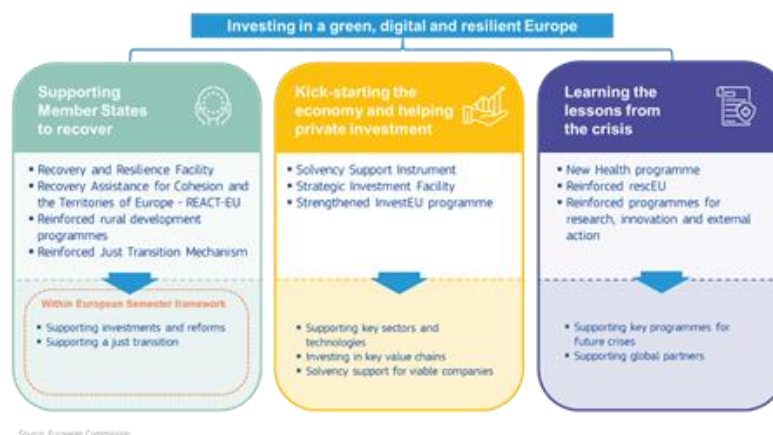 Investing in a green, digital and resilient Europe
Supporting
Member States
to recover
▪ Recovery and Resilience Facility
▪ Recovery Assistance for Cohesion and
the Territories of Europe - REACT-EU
▪ Reinforced rural development
programmes
▪ Reinforced Just Transition Mechanism
Within European Semester framework
▪ Supporting investments and reforms
▪ Supporting a just transition
Kick-starting the
economy and helping
private investment
▪ Solvency Support Instrument
▪ Strategic Investment Facility
▪ Strengthened InvestEU programme
▪ Supporting key sectors and
technologies
▪ Investing in key value chains
▪ Solvency support for viable companies
Learning the
lessons from
the crisis
▪ New Health programme
▪ Reinforced rescEU
▪ Reinforced programmes for
research, innovation and external
action
▪ Supporting key programmes for
future crises
▪ Supporting global partners
Source: European Commission